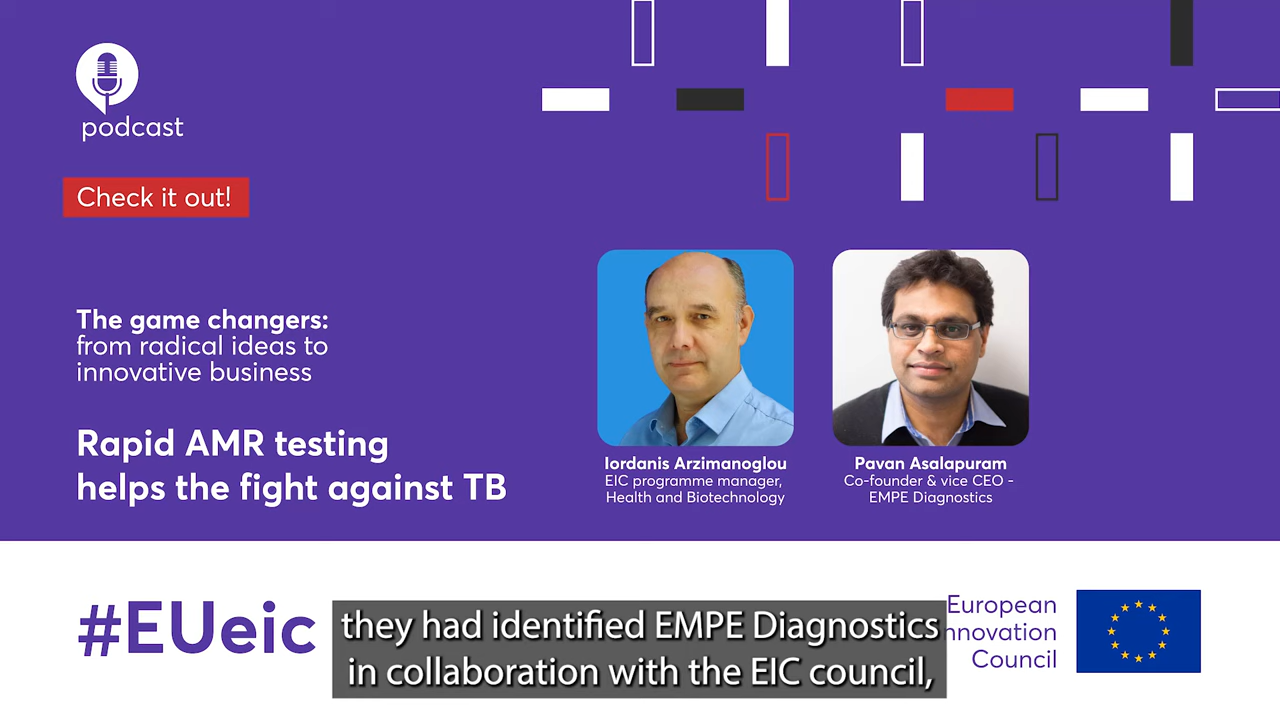 podcast
Check it out!
The game changers:
from radical ideas to
innovative business
Rapid AMR testing
helps the fight against TB
Iordanis Arzimanoglou
EIC programme manager,
Health and Biotechnology
Pavan Asalapuram
Co-founder & vice CEO -
EMPE Diagnostics
#EUeic
they had identified EMPE Diagnostics
in collaboration with the EIC council,
European
nnovation
Council